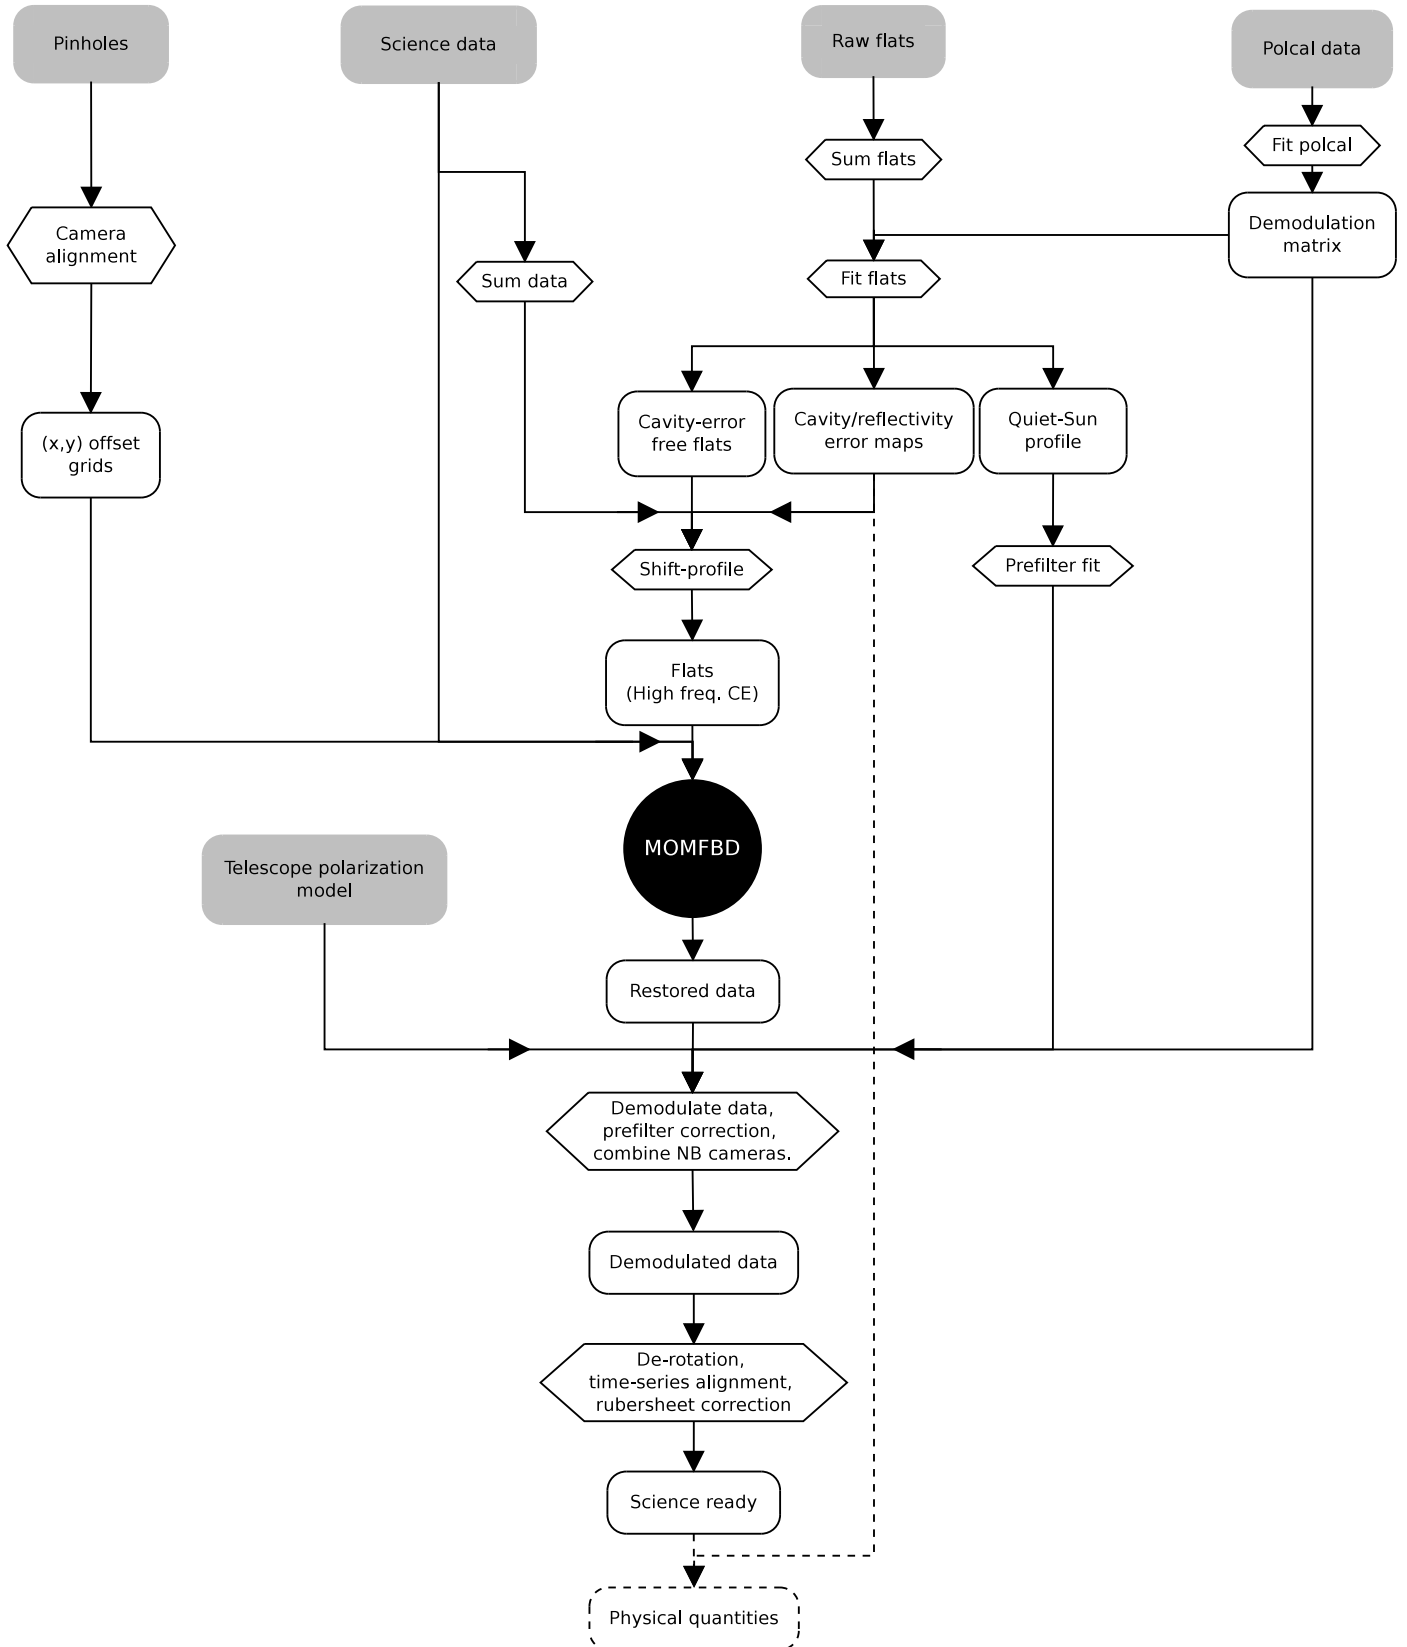 Pinholes
Science data
Raw flats
Polcal data
Sum flats
Fit polcal
Camera
alignment
Demodulation
matrix
Sum data
Fit flats
(x,y) offset
grids
Cavity-error
free flats
Cavity/reflectivity
error maps
Quiet-Sun
profile
Shift-profile
Prefilter fit
Flats
(High freq. CE)
MOMFBD
Telescope polarization
model
Restored data
Demodulate data,
prefilter correction,
combine NB cameras.
Demodulated data
De-rotation,
time-series alignment,
rubersheet correction
Science ready
Physical quantities